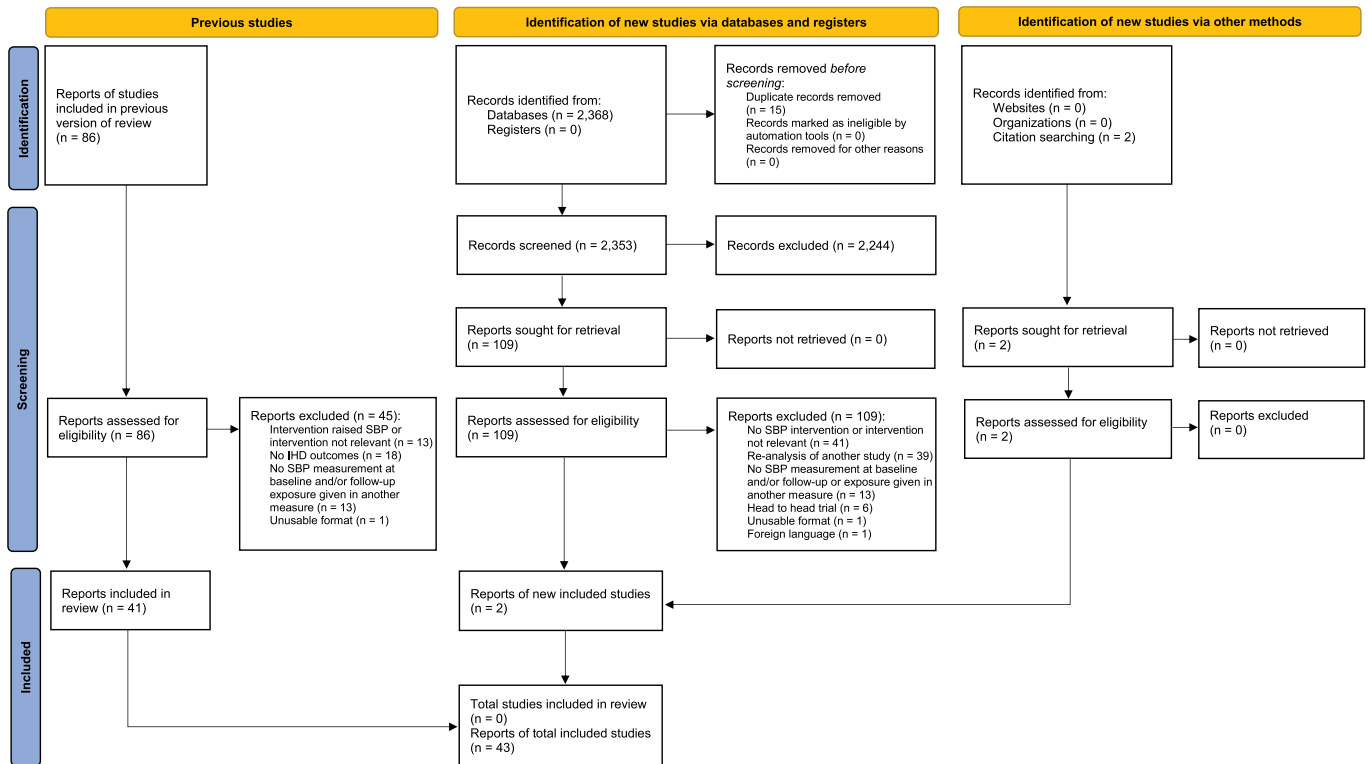 Previous studies
Identification of new studies via databases and registers
Identification of new studies via other methods
Identification
Reports of studies
included in previous
version of review
(n = 86)
Records identified from:
Databases (n = 2,368)
Registers (n = 0)
Records removed before
screening:
Duplicate records removed
(n = 15)
Records marked as ineligible by
automation tools (n = 0)
Records removed for other reasons
(n = 0)
Records identified from:
Websites (n = 0)
Organizations (n = 0)
Citation searching (n = 2)
Screening
Records screened (n = 2,353)
Records excluded (n = 2,244)
Reports sought for retrieval
(n = 109)
Reports not retrieved (n = 0)
Reports sought for retrieval
(n = 2)
Reports not retrieved
(n = 0)
Reports assessed for
eligibility (n = 86)
Reports excluded (n = 45):
Intervention raised SBP or
intervention not relevant (n = 13)
No IHD outcomes (n = 18)
No SBP measurement at
baseline and/or follow-up
exposure given in another
measure (n = 13)
Unusable format (n = 1)
Reports assessed for eligibility
(n = 109)
Reports excluded (n = 109):
No SBP intervention or intervention
not relevant (n = 41)
Re-analysis of another study (n = 39)
No SBP measurement at baseline
and/or follow-up or exposure given in
another measure (n = 13)
Head to head trial (n = 6)
Unusable format (n = 1)
Foreign language (n = 1)
Reports assessed for eligibility
(n = 2)
Reports excluded
(n = 0)
Included
Reports included in
review (n = 41)
Reports of new included studies
(n = 2)
Total studies included in review
(n = 0)
Reports of total included studies
(n = 43)